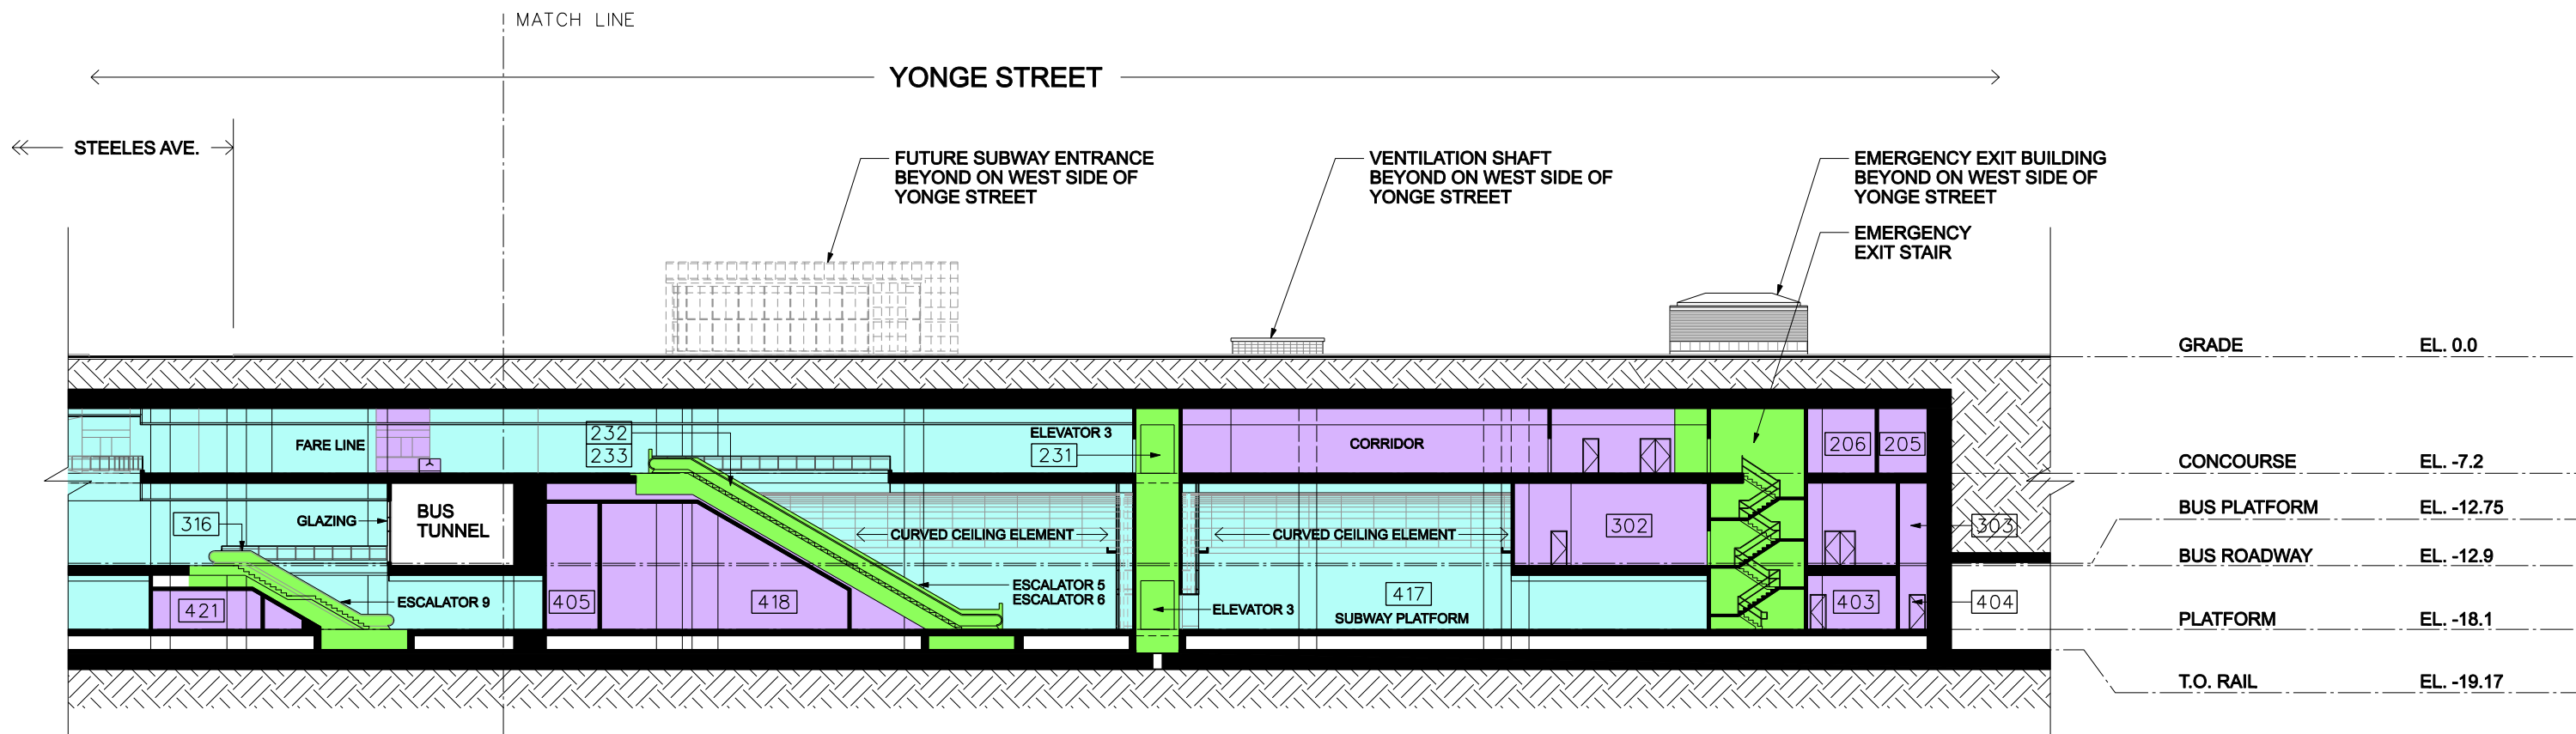 MATCH LINE
YONGE STREET
STEELES AVE.
FUTURE SUBWAY ENTRANCE
BEYOND ON WEST SIDE OF
YONGE STREET
VENTILATION SHAFT
BEYOND ON WEST SIDE OF
YONGE STREET
EMERGENCY EXIT BUILDING
BEYOND ON WEST SIDE OF
YONGE STREET
EMERGENCY
EXIT STAIR
GRADE EL. 0.0
FARE LINE
232
233
ELEVATOR 3
231
CORRIDOR
206
205
CONCOURSE EL. -7.2
316
GLAZING
BUS
TUNNEL
CURVED CEILING ELEMENT
CURVED CEILING ELEMENT
302
303
BUS PLATFORM EL. -12.75
BUS ROADWAY EL. -12.9
421
ESCALATOR 9
405
418
ESCALATOR 5
ESCALATOR 6
ELEVATOR 3
417
SUBWAY PLATFORM
403
404
PLATFORM EL. -18.1
T.O. RAIL EL. -19.17